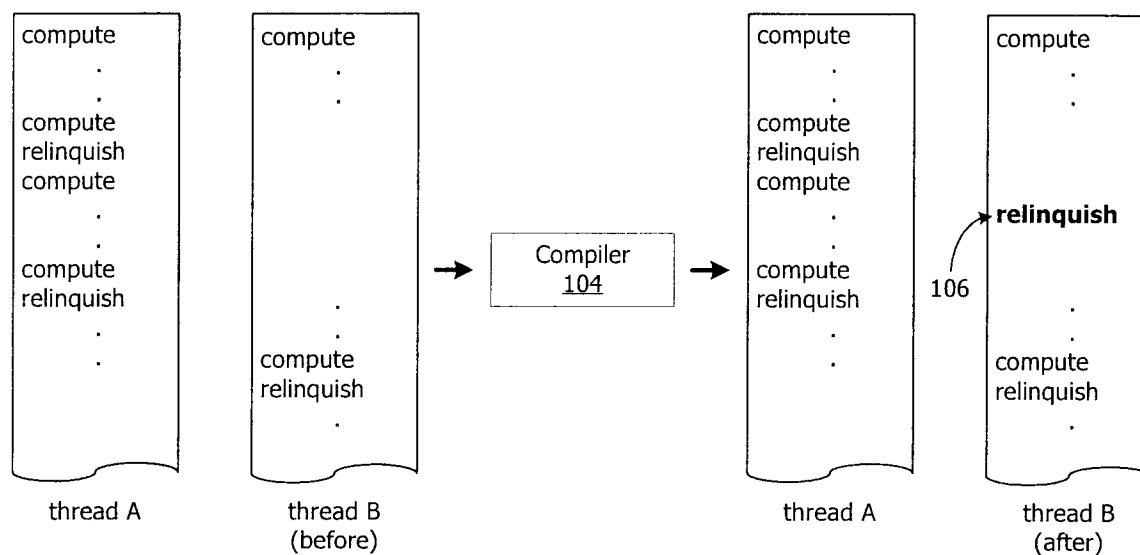 compute
compute
relinquish
compute
compute
relinquish
thread A
compute
compute
relinquish
thread B
(before)
Compiler
104
compute
compute
relinquish
compute
compute
relinquish
thread A
106
compute
relinquish
compute
relinquish
thread B
(after)